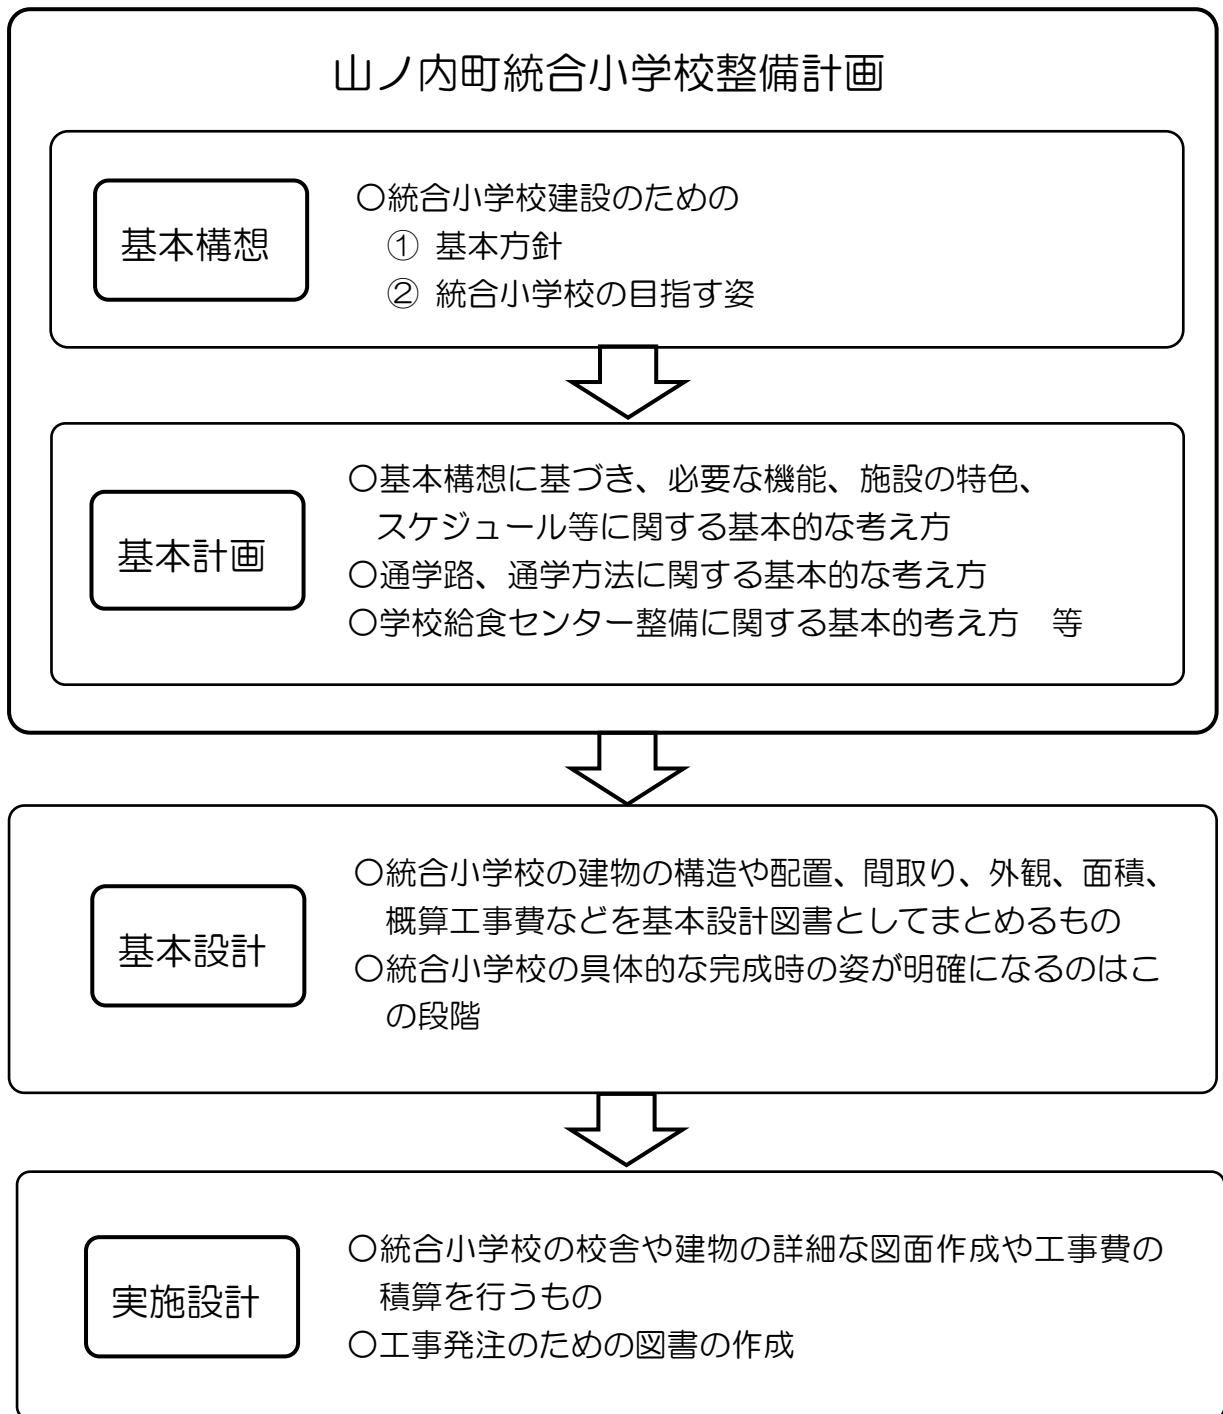 山ノ内町統合小学校整備計画
基本構想
〇統合小学校建設のための
① 基本方針
② 統合小学校の目指す姿
基本計画
〇基本構想に基づき、必要な機能、施設の特色、
スケジュール等に関する基本的な考え方
〇通学路、通学方法に関する基本的な考え方
〇学校給食センター整備に関する基本的考え方　等
基本設計
〇統合小学校の建物の構造や配置、間取り、外観、面積、
概算工事費などを基本設計図書としてまとめるもの
〇統合小学校の具体的な完成時の姿が明確になるのはこ
の段階
実施設計
〇統合小学校の校舎や建物の詳細な図面作成や工事費の
積算を行うもの
〇工事発注のための図書の作成